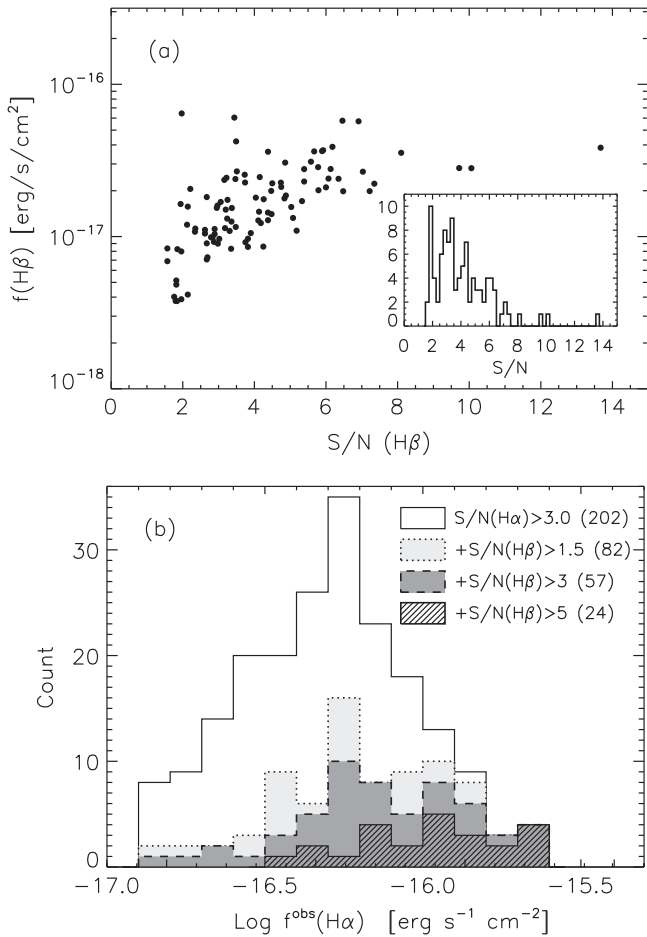 (a)
f(Hβ) [erg/s/cm²]
10⁻¹⁶
10⁻¹⁷
10⁻¹⁸
0 2 4 6 8 10 12 14
S/N (Hβ)
10
8
6
4
2
0
0 2 4 6 8 10 12 14
S/N
(b)
S/N(Hα)>3.0 (202)
+S/N(Hβ)>1.5 (82)
+S/N(Hβ)>3 (57)
+S/N(Hβ)>5 (24)
Count
30
20
10
0
−17.0 −16.5 −16.0 −15.5
Log f^obs(Hα) [erg s⁻¹ cm⁻²]